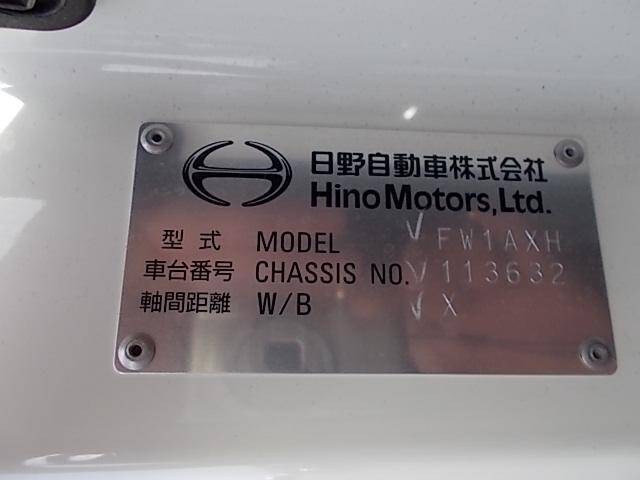 日野自動車株式会社
Hino Motors, Ltd.
型式 MODEL FW1AXH
車台番号 CHASSIS NO. 113632
軸間距離 W/B X